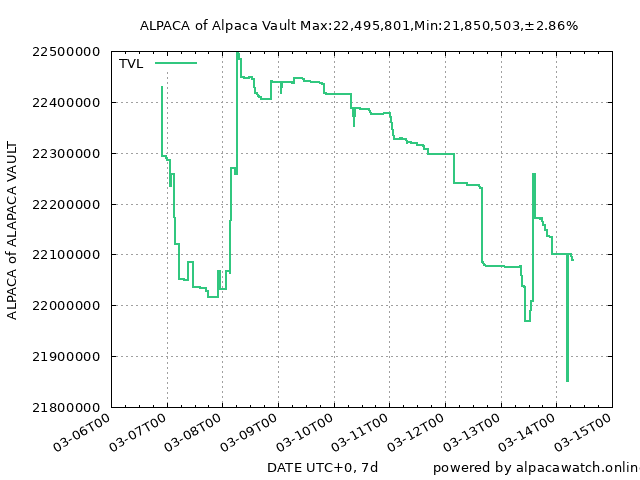 ALPACA of Alpaca Vault Max:22,495,801,Min:21,850,503,±2.86%
TVL
ALPACA of ALAPACA VAULT
22500000
22400000
22300000
22200000
22100000
22000000
21900000
21800000
03-06T00
03-07T00
03-08T00
03-09T00
03-10T00
03-11T00
03-12T00
03-13T00
03-14T00
03-15T00
DATE UTC+0, 7d
powered by alpacawatch.onlin